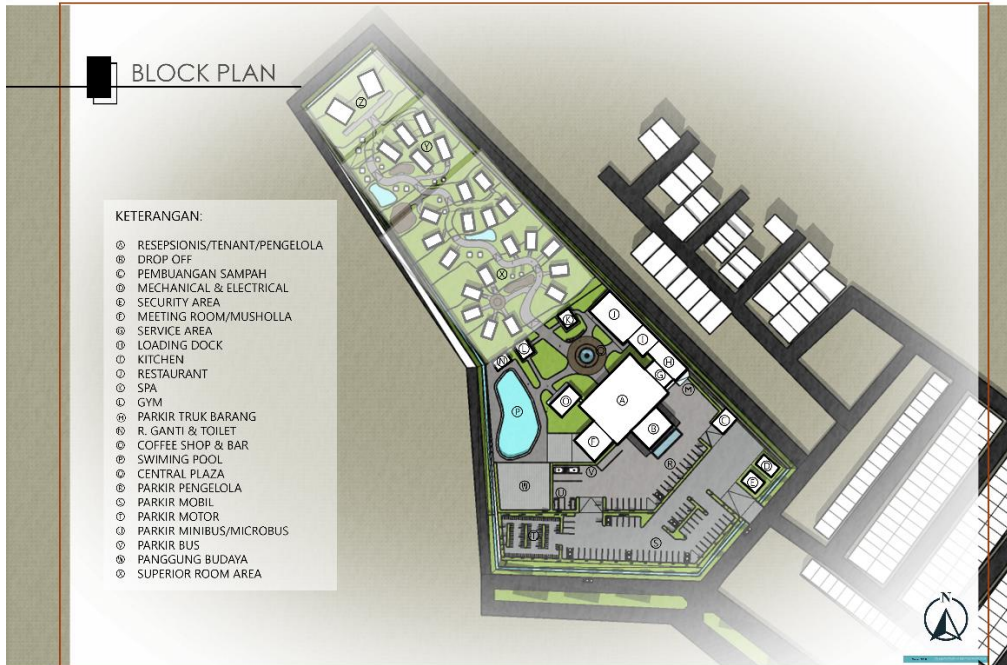 BLOCK PLAN
KETERANGAN:
Ⓐ RESEPSIONIS/TENANT/PENGELOLA
Ⓑ DROP OFF
Ⓒ PEMBUANGAN SAMPAH
Ⓓ MECHANICAL & ELECTRICAL
Ⓔ SECURITY AREA
Ⓕ MEETING ROOM/MUSHOLLA
Ⓖ SERVICE AREA
LOADING DOCK
Ⓘ KITCHEN
Ⓙ RESTAURANT
SPA
Ⓛ GYM
PARKIR TRUK BARANG
Ⓝ R. GANTI & TOILET
Ⓞ COFFEE SHOP & BAR
Ⓟ SWIMING POOL
CENTRAL PLAZA
PARKIR PENGELOLA
Ⓢ PARKIR MOBIL
Ⓣ PARKIR MOTOR
Ⓤ PARKIR MINIBUS/MICROBUS
Ⓥ PARKIR BUS
Ⓦ PANGGUNG BUDAYA
Ⓧ SUPERIOR ROOM AREA
Z
Y
X
K
J
I
L
N
H
G
M
O
A
P
B
C
F
R
V
D
E
W
U
T
S
N